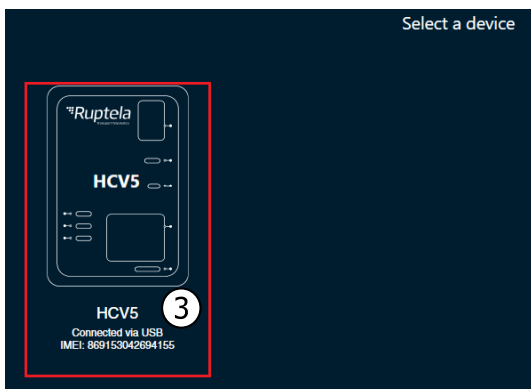 Select a device
Ruptela
HCV5
HCV5
3
Connected via USB
IMEI: 869153042694155